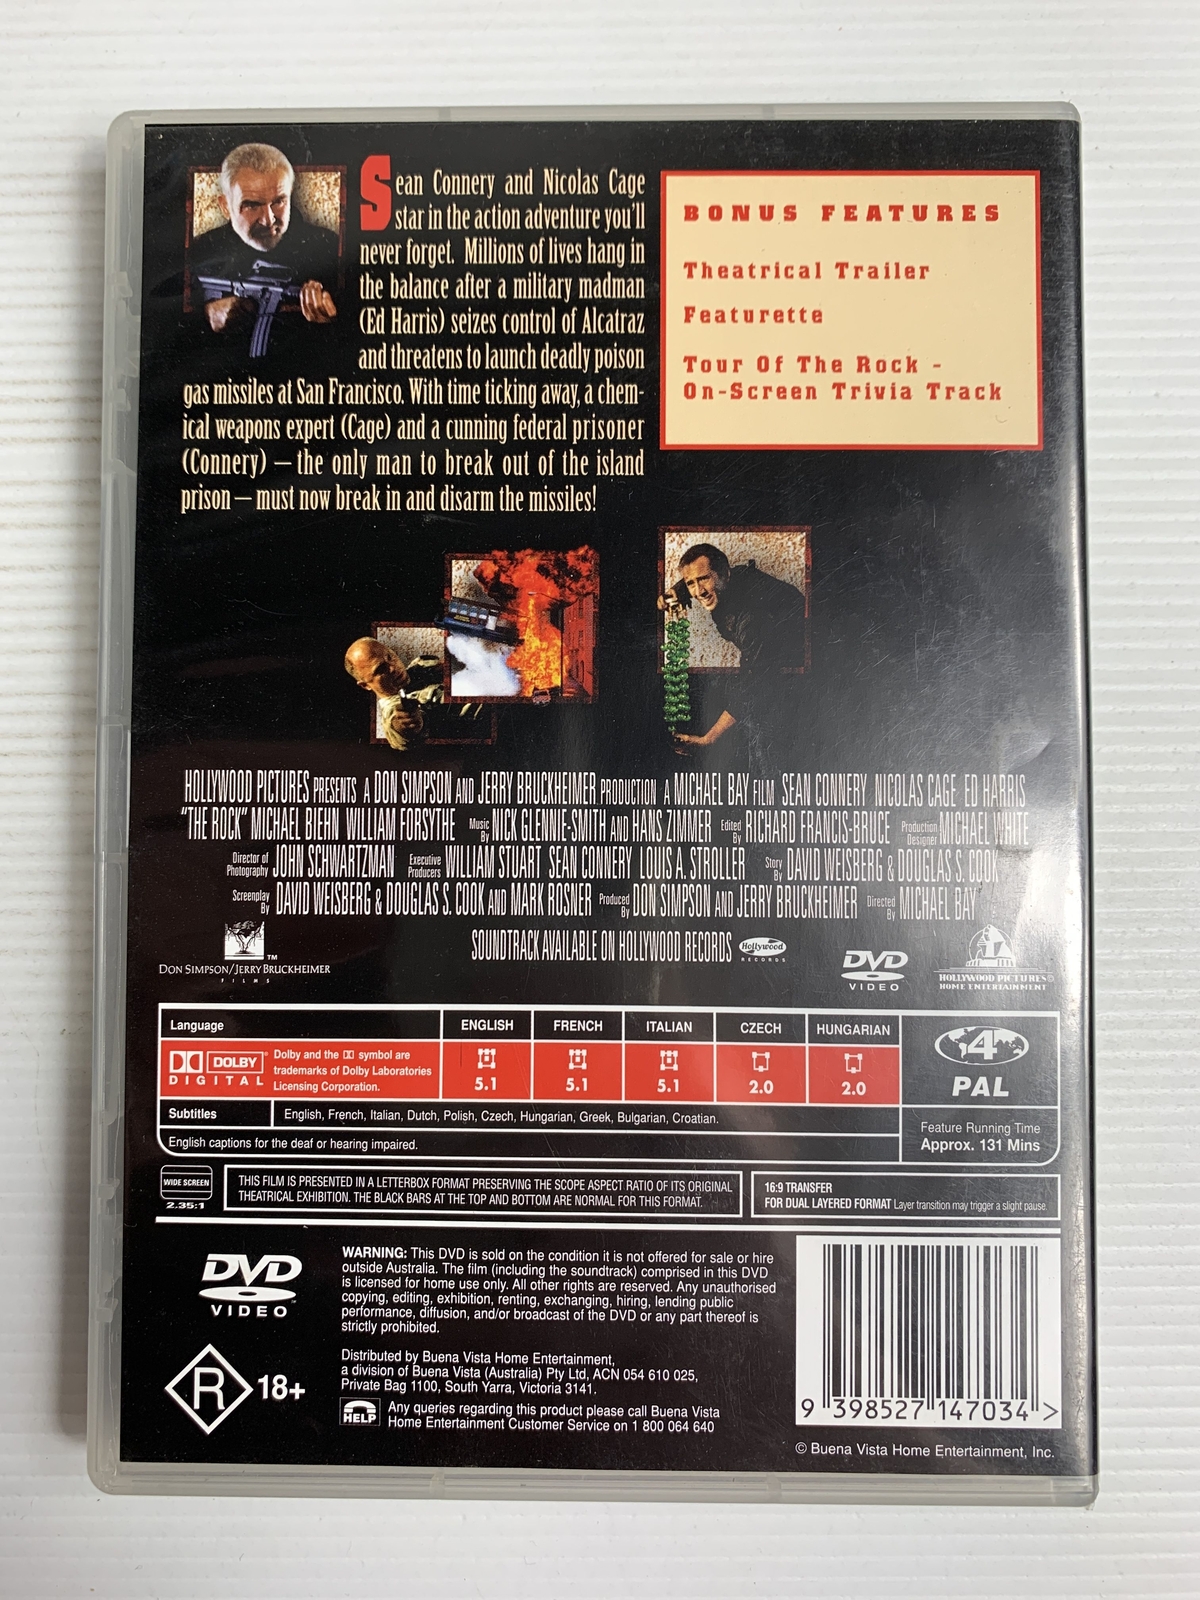 Sean Connery and Nicolas Cage
star in the action adventure you'll
never forget. Millions of lives hang in
the balance after a military madman
(Ed Harris) seizes control of Alcatraz
and threatens to launch deadly poison
gas missiles at San Francisco. With time ticking away, a chem-
ical weapons expert (Cage) and a cunning federal prisoner
(Connery) — the only man to break out of the island
prison — must now break in and disarm the missiles!
BONUS FEATURES
Theatrical Trailer
Featurette
Tour Of The Rock -
On-Screen Trivia Track
HOLLYWOOD PICTURES PRESENTS A DON SIMPSON AND JERRY BRUCKHEIMER PRODUCTION A MICHAEL BAY FILM SEAN CONNERY NICOLAS CAGE ED HARRIS
"THE ROCK" MICHAEL BIEHN WILLIAM FORSYTHE Music By NICK GLENNIE-SMITH AND HANS ZIMMER Edited By RICHARD FRANCIS-BRUCE Production Designer MICHAEL WHITE
Director of Photography JOHN SCHWARTZMAN Executive Producers WILLIAM STUART SEAN CONNERY LOUIS A. STROLLER Story By DAVID WEISBERG & DOUGLAS S. COOK
Screenplay By DAVID WEISBERG & DOUGLAS S. COOK AND MARK ROSNER Produced By DON SIMPSON AND JERRY BRUCKHEIMER Directed By MICHAEL BAY
SOUNDTRACK AVAILABLE ON HOLLYWOOD RECORDS
Hollywood
RECORDS
TM
DON SIMPSON/JERRY BRUCKHEIMER
FILMS
DVD
VIDEO
HOLLYWOOD PICTURES
HOME ENTERTAINMENT
Language ENGLISH FRENCH ITALIAN CZECH HUNGARIAN
DOLBY
DIGITAL
Dolby and the DD symbol are
trademarks of Dolby Laboratories
Licensing Corporation.
5.1 5.1 5.1 2.0 2.0
4
PAL
Subtitles English, French, Italian, Dutch, Polish, Czech, Hungarian, Greek, Bulgarian, Croatian.
English captions for the deaf or hearing impaired.
Feature Running Time
Approx. 131 Mins
WIDE SCREEN
2.35:1
THIS FILM IS PRESENTED IN A LETTERBOX FORMAT PRESERVING THE SCOPE ASPECT RATIO OF ITS ORIGINAL
THEATRICAL EXHIBITION. THE BLACK BARS AT THE TOP AND BOTTOM ARE NORMAL FOR THIS FORMAT.
16:9 TRANSFER
FOR DUAL LAYERED FORMAT Layer transition may trigger a slight pause.
DVD
VIDEO
R 18+
WARNING: This DVD is sold on the condition it is not offered for sale or hire
outside Australia. The film (including the soundtrack) comprised in this DVD
is licensed for home use only. All other rights are reserved. Any unauthorised
copying, editing, exhibition, renting, exchanging, hiring, lending public
performance, diffusion, and/or broadcast of the DVD or any part thereof is
strictly prohibited.
Distributed by Buena Vista Home Entertainment,
a division of Buena Vista (Australia) Pty Ltd, ACN 054 610 025,
Private Bag 1100, South Yarra, Victoria 3141.
HELP
Any queries regarding this product please call Buena Vista
Home Entertainment Customer Service on 1 800 064 640
9 398527 147034 >
© Buena Vista Home Entertainment, Inc.